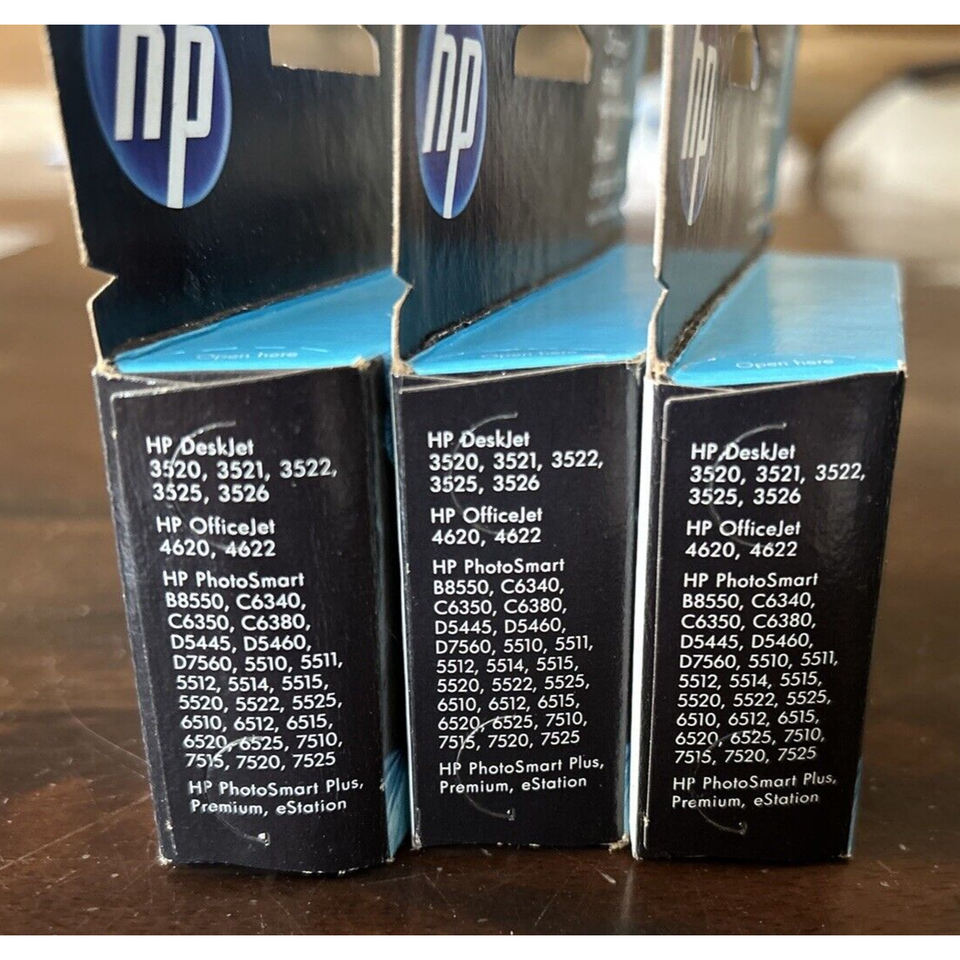 hp
hp
hp
Open here
HP DeskJet
3520, 3521, 3522,
3525, 3526
HP OfficeJet
4620, 4622
HP PhotoSmart
B8550, C6340,
C6350, C6380,
D5445, D5460,
D7560, 5510, 5511,
5512, 5514, 5515,
5520, 5522, 5525,
6510, 6512, 6515,
6520, 6525, 7510,
7515, 7520, 7525
HP PhotoSmart Plus,
Premium, eStation
Open here
HP DeskJet
3520, 3521, 3522,
3525, 3526
HP OfficeJet
4620, 4622
HP PhotoSmart
B8550, C6340,
C6350, C6380,
D5445, D5460,
D7560, 5510, 5511,
5512, 5514, 5515,
5520, 5522, 5525,
6510, 6512, 6515,
6520, 6525, 7510,
7515, 7520, 7525
HP PhotoSmart Plus,
Premium, eStation
Open here
HP DeskJet
3520, 3521, 3522,
3525, 3526
HP OfficeJet
4620, 4622
HP PhotoSmart
B8550, C6340,
C6350, C6380,
D5445, D5460,
D7560, 5510, 5511,
5512, 5514, 5515,
5520, 5522, 5525,
6510, 6512, 6515,
6520, 6525, 7510,
7515, 7520, 7525
HP PhotoSmart Plus,
Premium, eStation